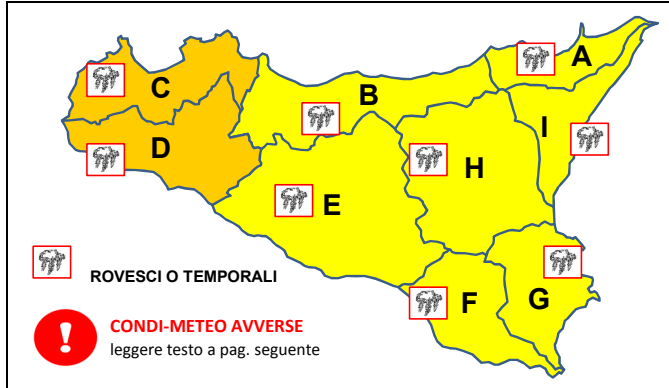 A
C
B
I
D
H
E
ROVESCI O TEMPORALI
F
G
!
CONDI-METEO AVVERSE
leggere testo a pag. seguente